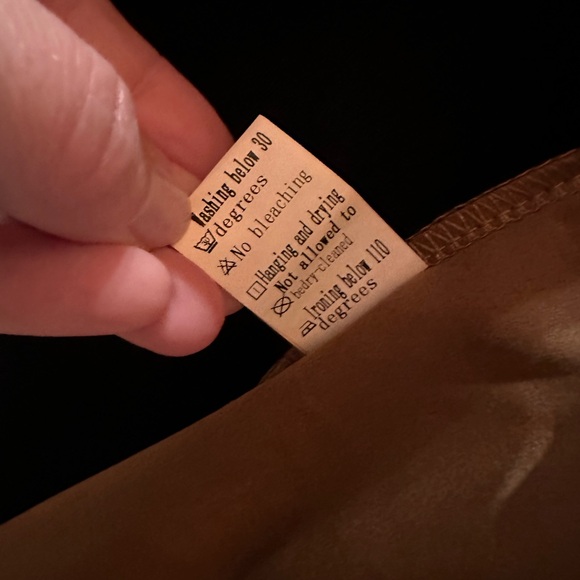 Washing below 30
degrees
No bleaching
Hanging and drying
Not allowed to
bedry-cleaned
Ironing below 110
degrees